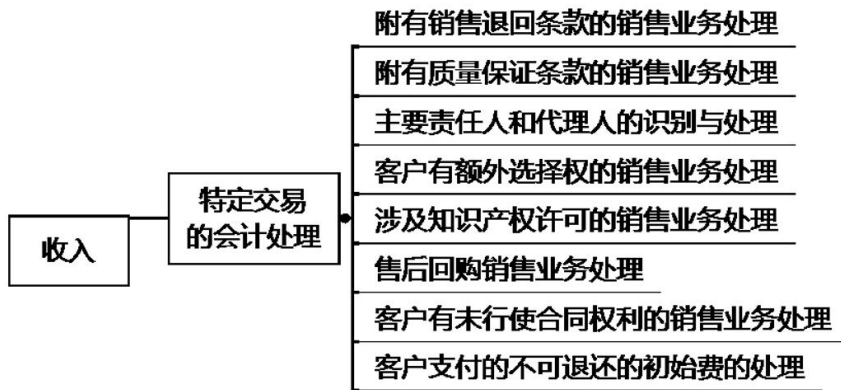 附有销售退回条款的销售业务处理
附有质量保证条款的销售业务处理
主要责任人和代理人的识别与处理
客户有额外选择权的销售业务处理
特定交易
的会计处理
收入
涉及知识产权许可的销售业务处理
售后回购销售业务处理
客户有未行使合同权利的销售业务处理
客户支付的不可退还的初始费的处理